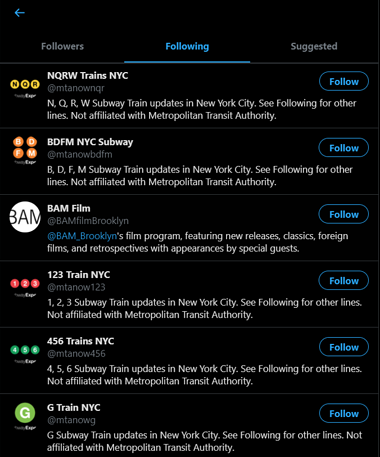 Followers Following Suggested
NQRW Trains NYC
@mtanownqr
Follow
N, Q, R, W Subway Train updates in New York City. See Following for other
lines. Not affiliated with Metropolitan Transit Authority.
N Q R
BDFM NYC Subway
@mtanowbdfm
Follow
B, D, F, M Subway Train updates in New York City. See Following for other
lines. Not affiliated with Metropolitan Transit Authority.
B D
F M
BAM Film
@BAMfilmBrooklyn
Follow
@BAM_Brooklyn's film program, featuring new releases, classics, foreign
films, and retrospectives with appearances by special guests.
BAM
123 Train NYC
@mtanow123
Follow
1, 2, 3 Subway Train updates in New York City. See Following for other lines.
Not affiliated with Metropolitan Transit Authority.
1 2 3
456 Trains NYC
@mtanow456
Follow
4, 5, 6 Subway Train updates in New York City. See Following for other lines.
Not affiliated with Metropolitan Transit Authority.
4 5 6
G Train NYC
@mtanowg
Follow
G Subway Train updates in New York City. See Following for other lines. Not
affiliated with Metropolitan Transit Authority.
G